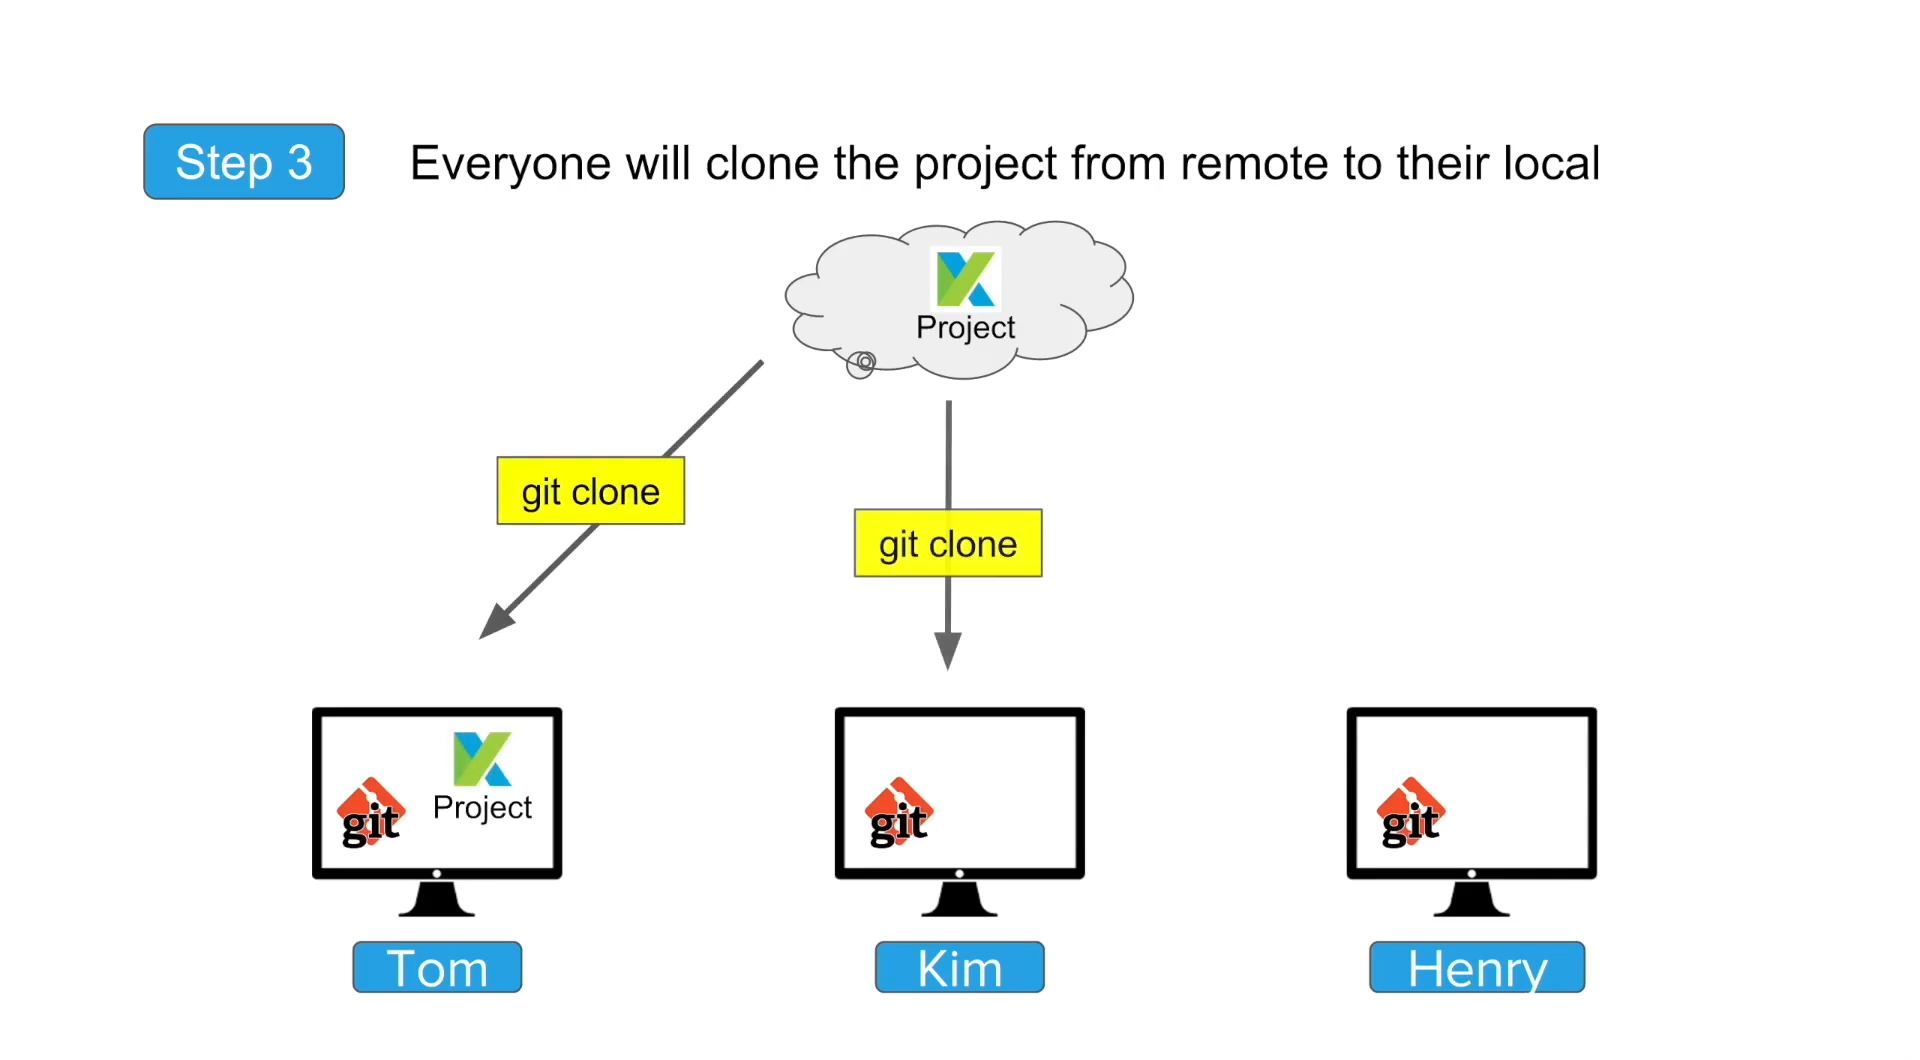 Step 3
Everyone will clone the project from remote to their local
Project
git clone
git clone
git
Project
git
git
Tom
Kim
Henry